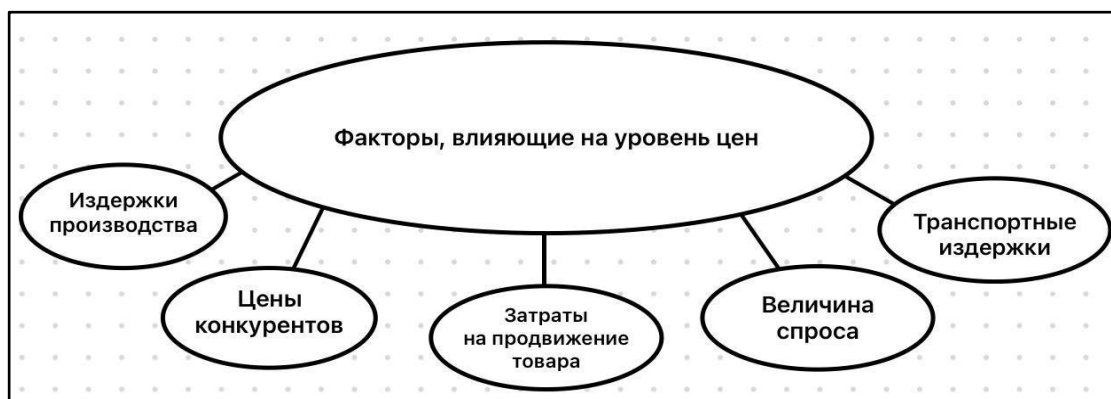 Факторы, влияющие на уровень цен
Издержки
производства
Цены
конкурентов
Затраты
на продвижение
товара
Величина
спроса
Транспортные
издержки